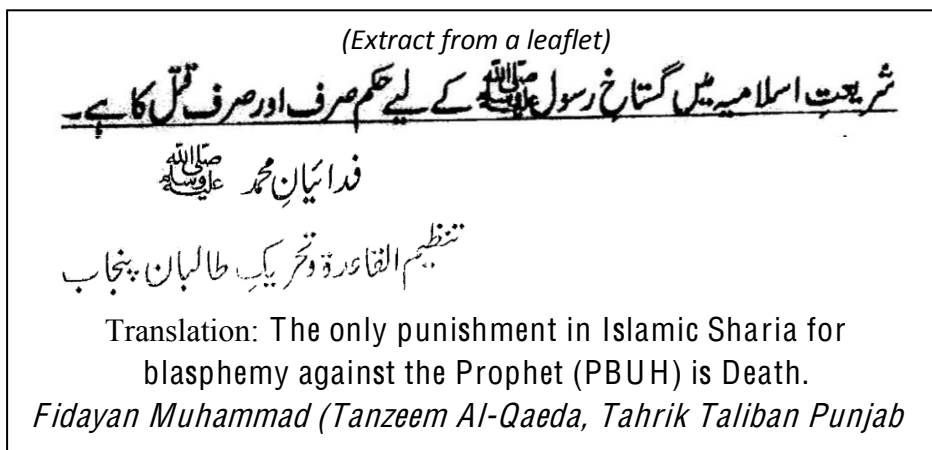 (Extract from a leaflet)
شریعتِ اسلامیہ میں گستاخِ رسول ﷺ کے لیے حکم صرف اور صرف قتل کا ہے۔
فدائیانِ محمد ﷺ
تنظیم القاعدۃ وتحریکِ طالبان پنجاب
Translation: The only punishment in Islamic Sharia for
blasphemy against the Prophet (PBUH) is Death.
Fidayan Muhammad (Tanzeem Al-Qaeda, Tahrik Taliban Punjab